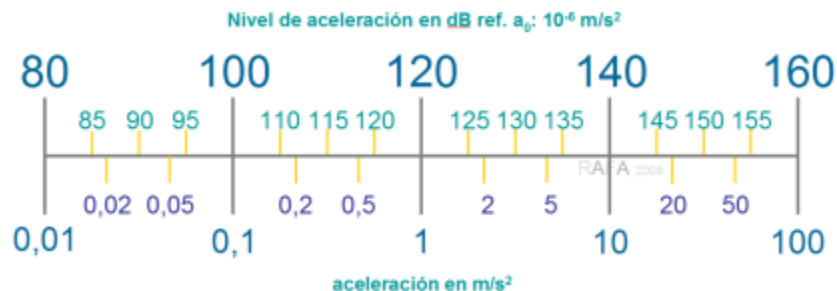 Nivel de aceleración en dB ref. a₀: 10⁻⁶ m/s²
80 100 120 140 160
85 90 95 110 115 120 125 130 135 145 150 155
RAFA 2009
0,02 0,05 0,2 0,5 2 5 20 50
0,01 0,1 1 10 100
aceleración en m/s²